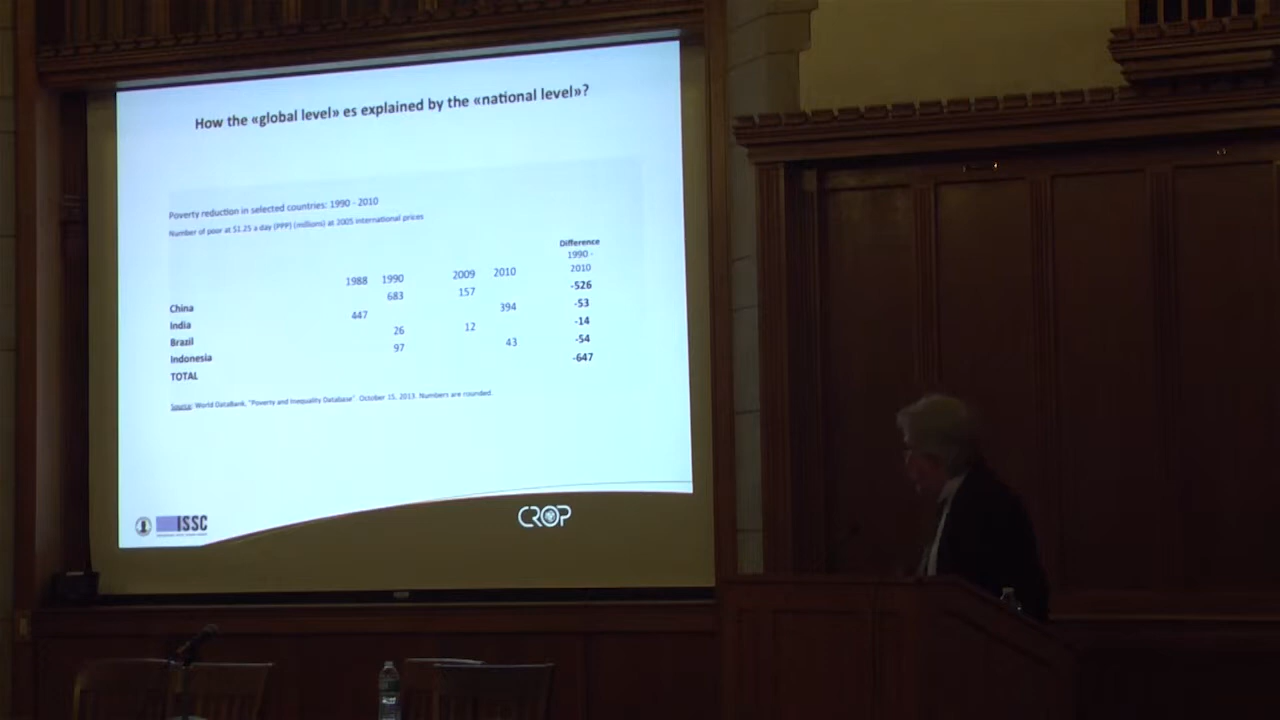 How the «global level» es explained by the «national level»?
Poverty reduction in selected countries: 1990 - 2010
Number of poor at $1.25 a day (PPP) (millions) at 2005 international prices
Difference
1990 -
1988 1990 2009 2010 2010
683 157 -526
China
447 394 -53
India
26 12 -14
Brazil
97 43 -54
Indonesia
-647
TOTAL
Source: World DataBank, "Poverty and Inequality Database" October 15, 2013. Numbers are rounded.
ISSC
CROP